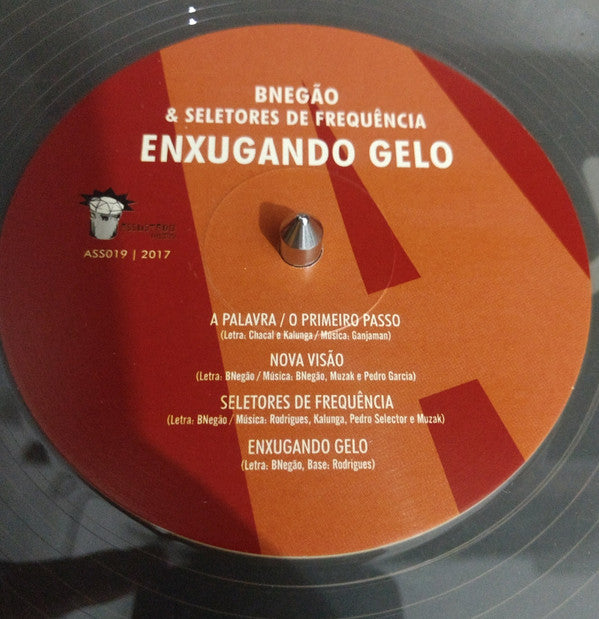 BNEGÃO
& SELETORES DE FREQUÊNCIA
ENXUGANDO GELO
ASS019 | 2017
A PALAVRA / O PRIMEIRO PASSO
(Letra: Chacal e Kalunga / Música: Ganjaman)
NOVA VISÃO
(Letra: BNegão / Música: BNegão, Muzak e Pedro Garcia)
SELETORES DE FREQUÊNCIA
(Letra: BNegão / Música: Rodrigues, Kalunga, Pedro Selector e Muzak)
ENXUGANDO GELO
(Letra: BNegão, Base: Rodrigues)